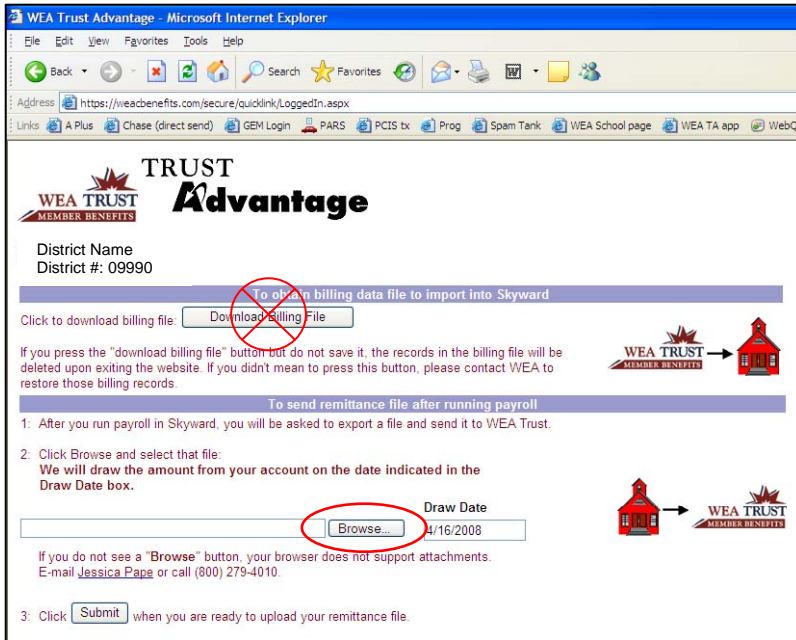 WEA Trust Advantage - Microsoft Internet Explorer
File Edit View Favorites Tools Help
Back Search Favorites
Address https://weacbenefits.com/secure/quicklink/LoggedIn.aspx
Links A Plus Chase (direct send) GEM Login PARS PCIS tx Prog Spam Tank WEA School page WEA TA app WebQ
TRUST
Advantage
WEA TRUST
MEMBER BENEFITS
District Name
District #: 09990
To obtain billing data file to import into Skyward
Click to download billing file: Download Billing File
If you press the "download billing file" button but do not save it, the records in the billing file will be
deleted upon exiting the website. If you didn't mean to press this button, please contact WEA to
restore those billing records.
WEA TRUST
MEMBER BENEFITS
To send remittance file after running payroll
1: After you run payroll in Skyward, you will be asked to export a file and send it to WEA Trust.
2: Click Browse and select that file:
We will draw the amount from your account on the date indicated in the
Draw Date box.
Draw Date
Browse... 4/16/2008
WEA TRUST
MEMBER BENEFITS
If you do not see a "Browse" button, your browser does not support attachments.
E-mail Jessica Pape or call (800) 279-4010.
3: Click Submit when you are ready to upload your remittance file.